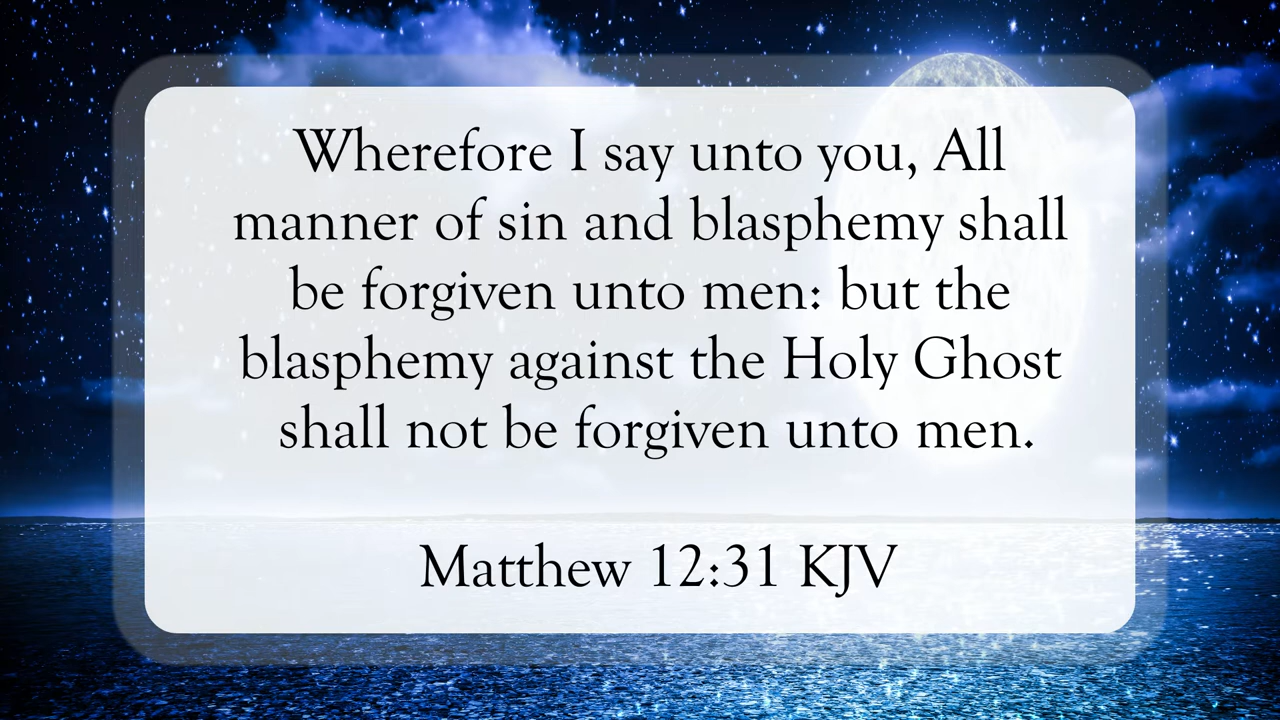 Wherefore I say unto you, All
manner of sin and blasphemy shall
be forgiven unto men: but the
blasphemy against the Holy Ghost
shall not be forgiven unto men.
Matthew 12:31 KJV